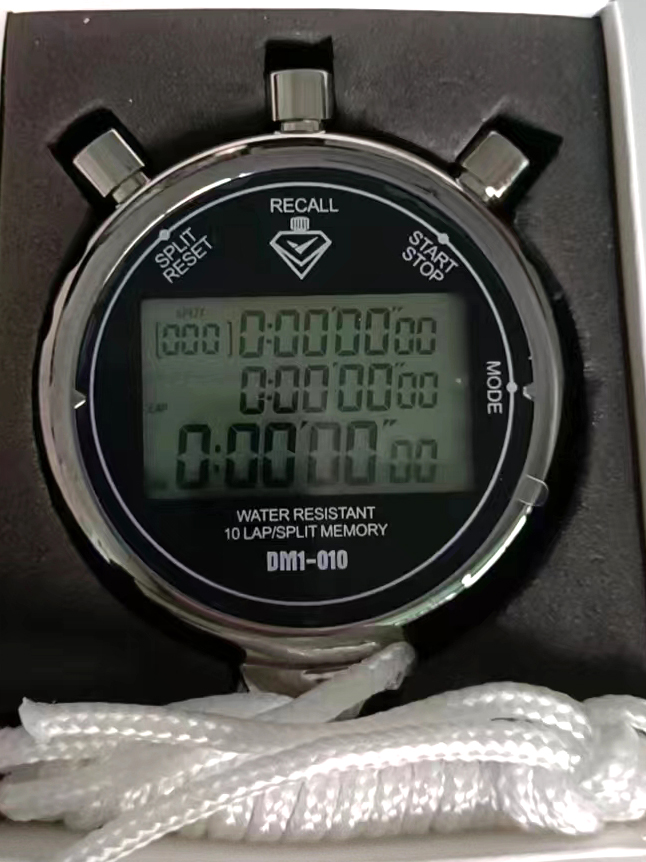 RECALL
SPLIT
RESET
START
STOP
SPLIT
000 0:00'00"00
0:00'00"00
LAP
0:00'00"00
MODE
WATER RESISTANT
10 LAP/SPLIT MEMORY
DM1-010